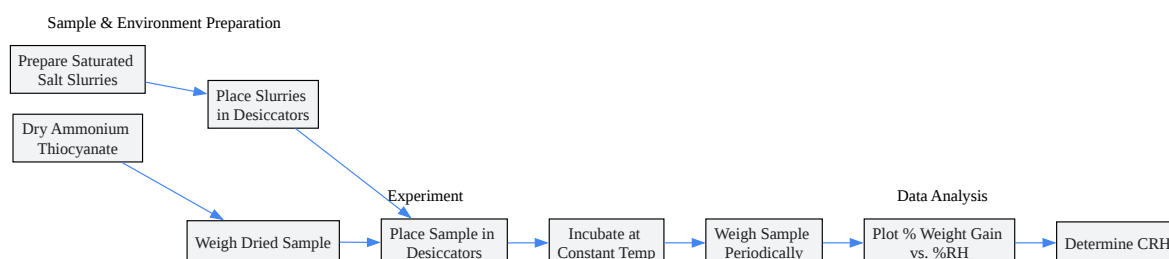 Sample & Environment Preparation
Prepare Saturated
Salt Slurries
Place Slurries
in Desiccators
Dry Ammonium
Thiocyanate
Experiment
Data Analysis
Weigh Dried Sample
Place Sample in
Desiccators
Incubate at
Constant Temp
Weigh Sample
Periodically
Plot % Weight Gain
vs. %RH
Determine CRH